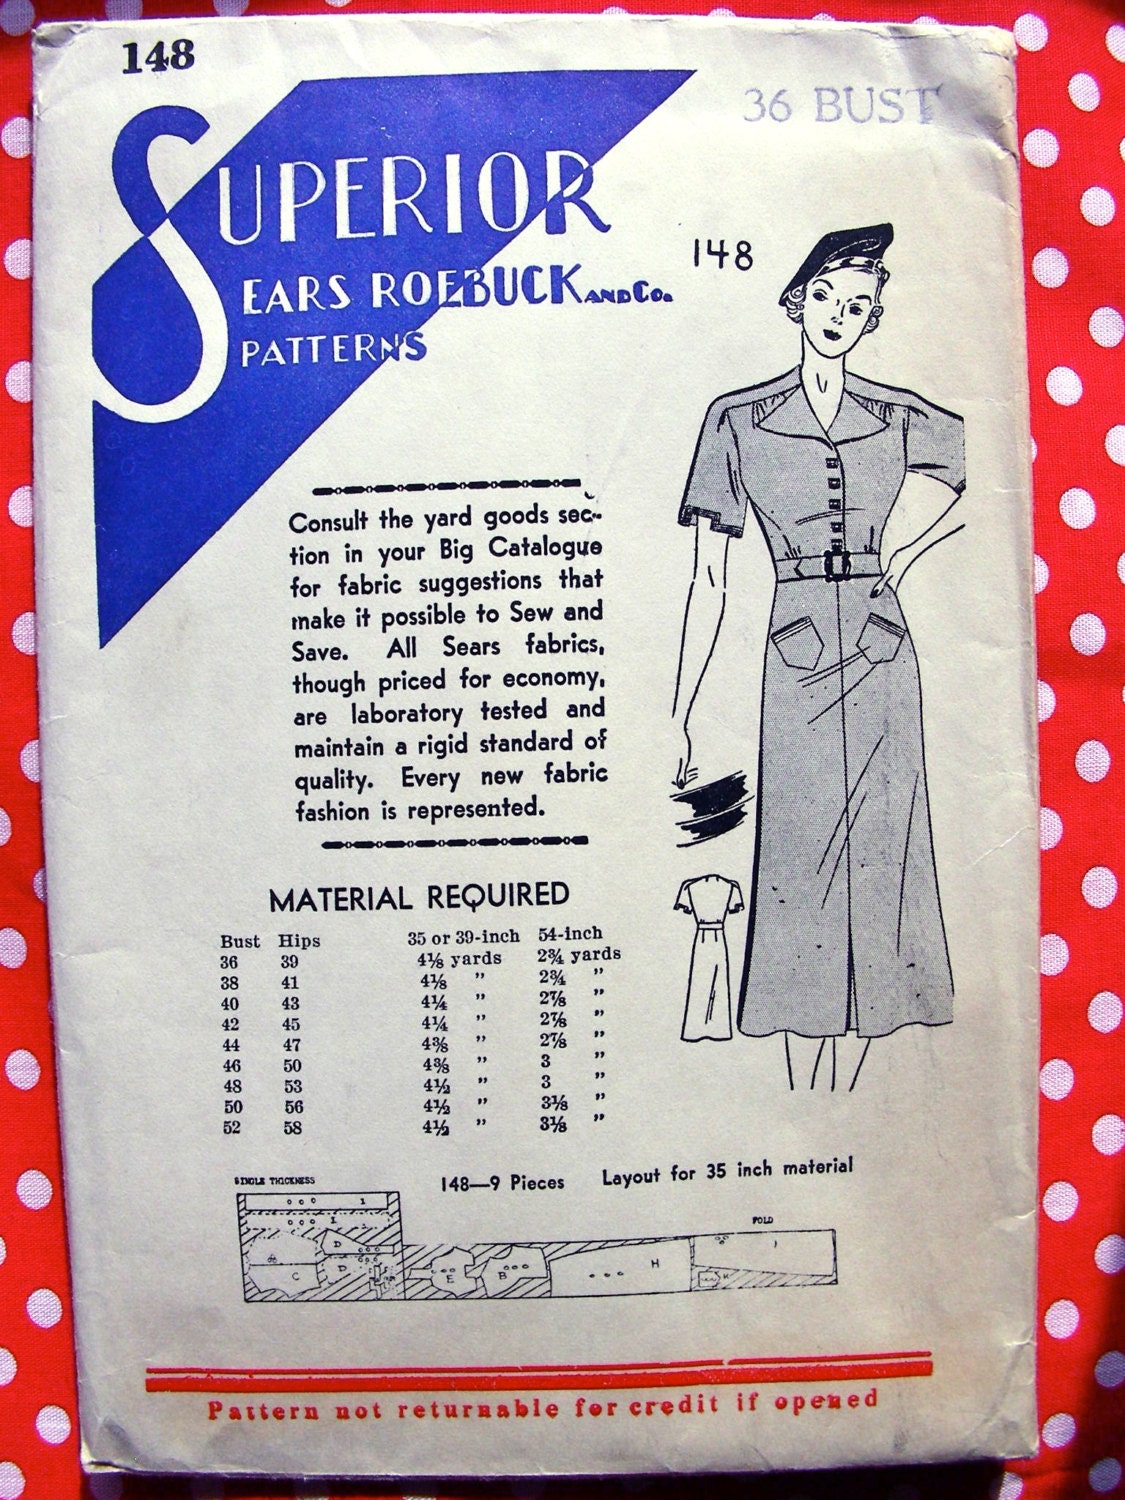 148
36 BUST
SUPERIOR
SEARS ROEBUCK AND CO.
PATTERNS
148
Consult the yard goods sec-
tion in your Big Catalogue
for fabric suggestions that
make it possible to Sew and
Save. All Sears fabrics,
though priced for economy,
are laboratory tested and
maintain a rigid standard of
quality. Every new fabric
fashion is represented.
MATERIAL REQUIRED
Bust Hips 35 or 39-inch 54-inch
36 39 4⅛ yards 2¾ yards
38 41 4⅛ " 2¾ "
40 43 4¼ " 2⅞ "
42 45 4¼ " 2⅞ "
44 47 4⅜ " 2⅞ "
46 50 4⅜ " 3 "
48 53 4½ " 3 "
50 56 4½ " 3⅛ "
52 58 4½ " 3⅛ "
148—9 Pieces Layout for 35 inch material
SINGLE THICKNESS
FOLD
1
I
D
D
C
E
B
H
Pattern not returnable for credit if opened